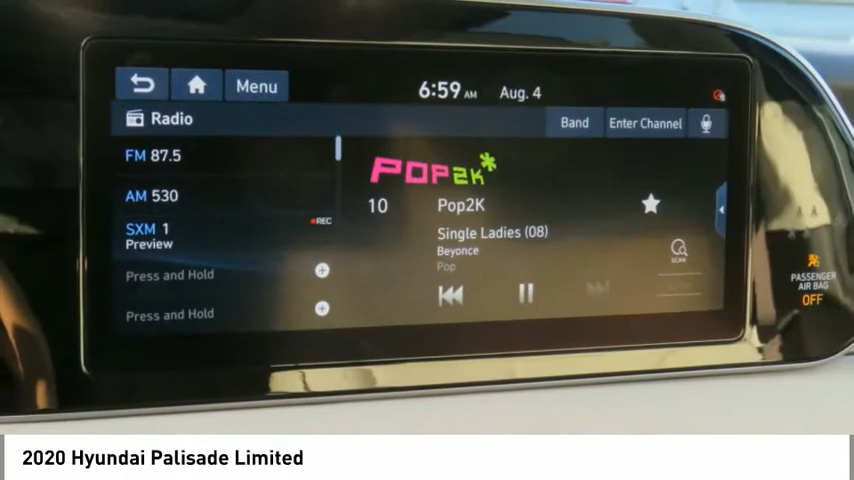 Menu
6:59 AM Aug. 4
Radio
Band Enter Channel
FM 87.5
AM 530
SXM 1
Preview
REC
Press and Hold
Press and Hold
POP2K*
10 Pop2K
Single Ladies (08)
Beyonce
Pop
SCAN
PASSENGER
AIR BAG
OFF
2020 Hyundai Palisade Limited